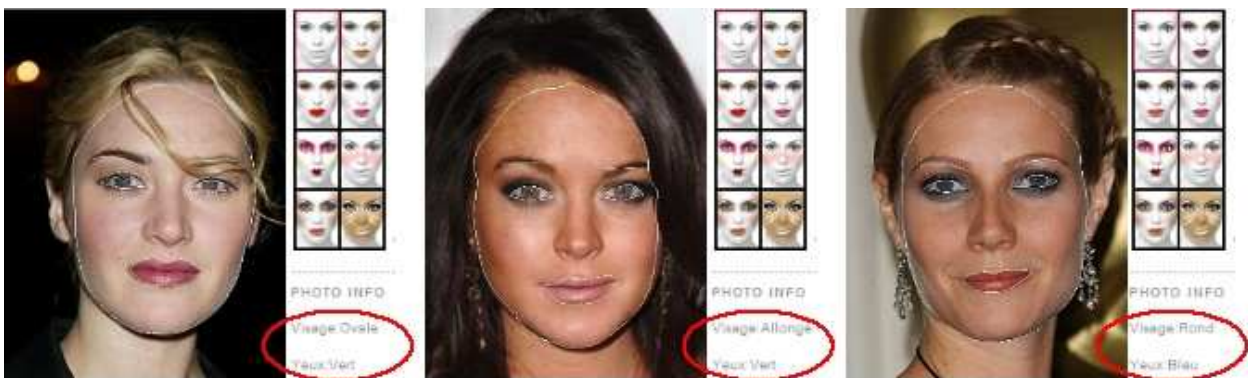 PHOTO INFO
Visage Ovale
Yeux Vert
PHOTO INFO
Visage Allonge
Yeux Vert
PHOTO INFO
Visage Rond
Yeux Bleu